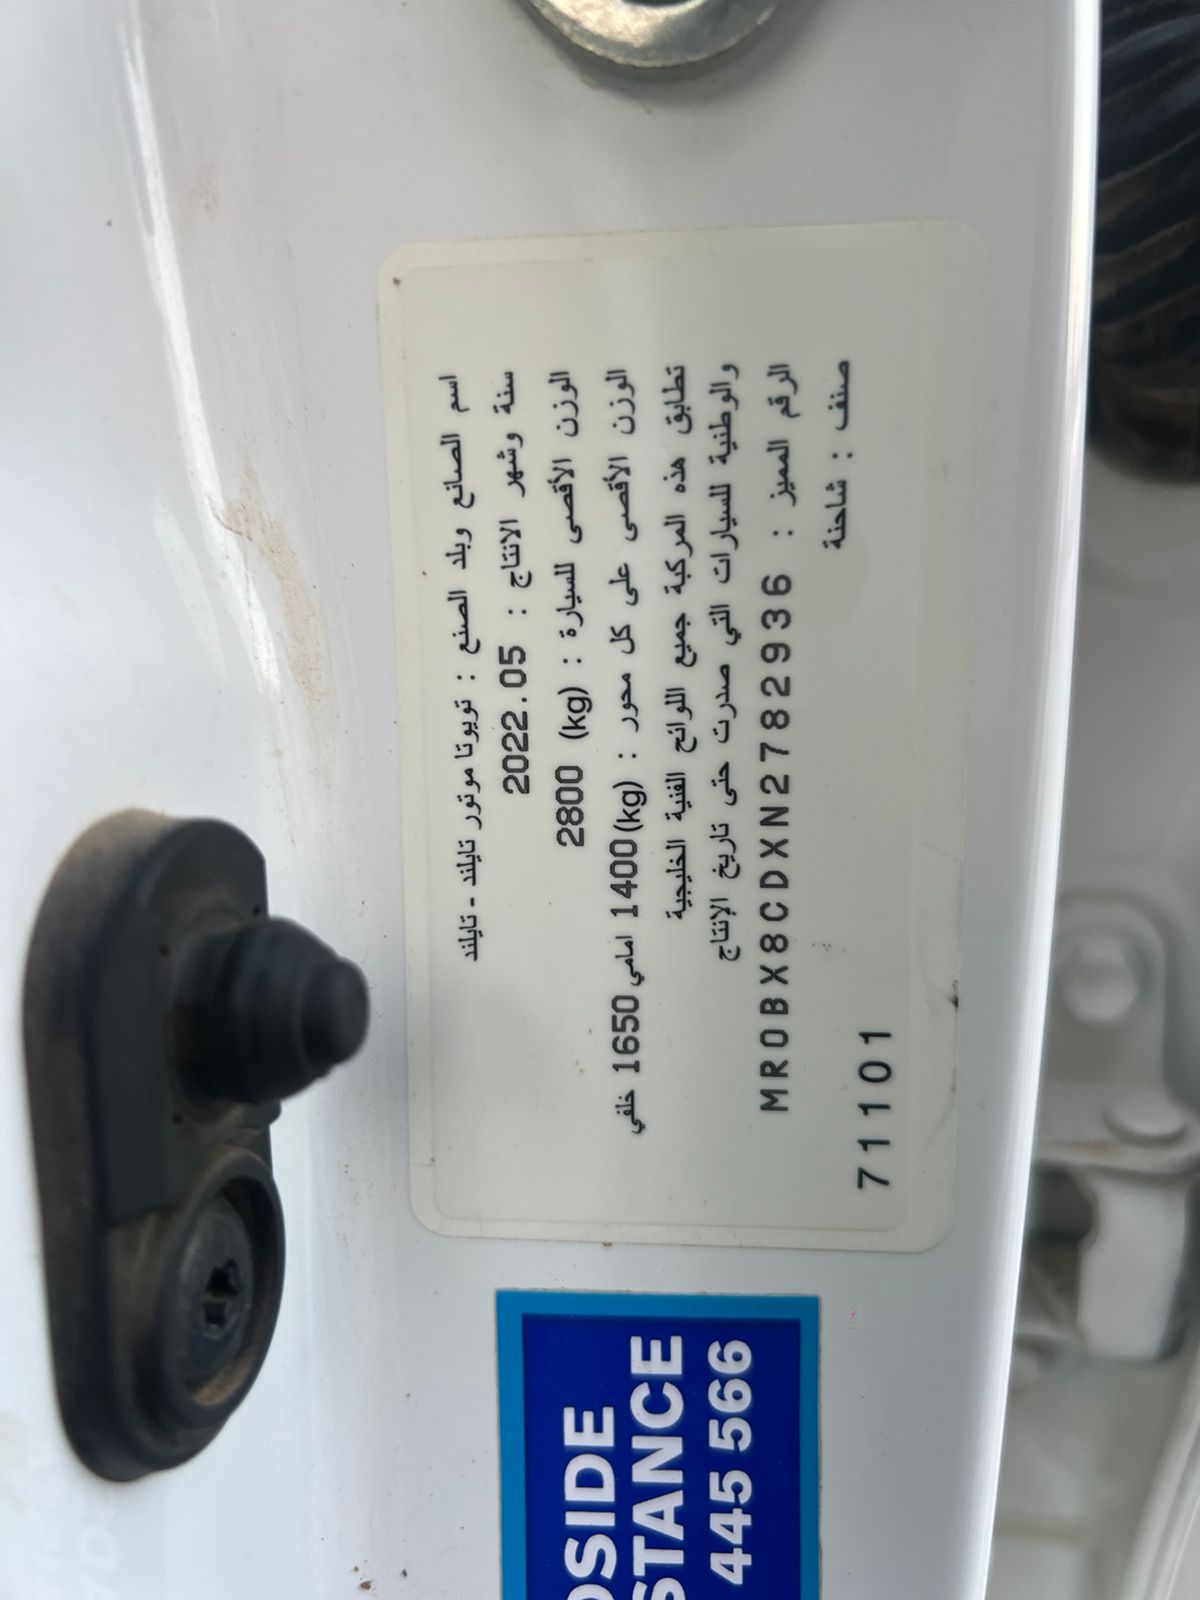 اسم الصانع وبلد الصنع : تويوتا موتور تايلند - تايلند
سنة وشهر الانتاج : 2022.05
الوزن الأقصى للسيارة : 2800 (kg)
الوزن الأقصى على كل محور : 1400(kg) امامي 1650 خلفي
تطابق هذه المركبة جميع اللوائح الفنية الخليجية
والوطنية للسيارات التي صدرت حتى تاريخ الإنتاج
الرقم المميز : MR0BX8CDXN2782936
صنف : شاحنة
71101
445 566